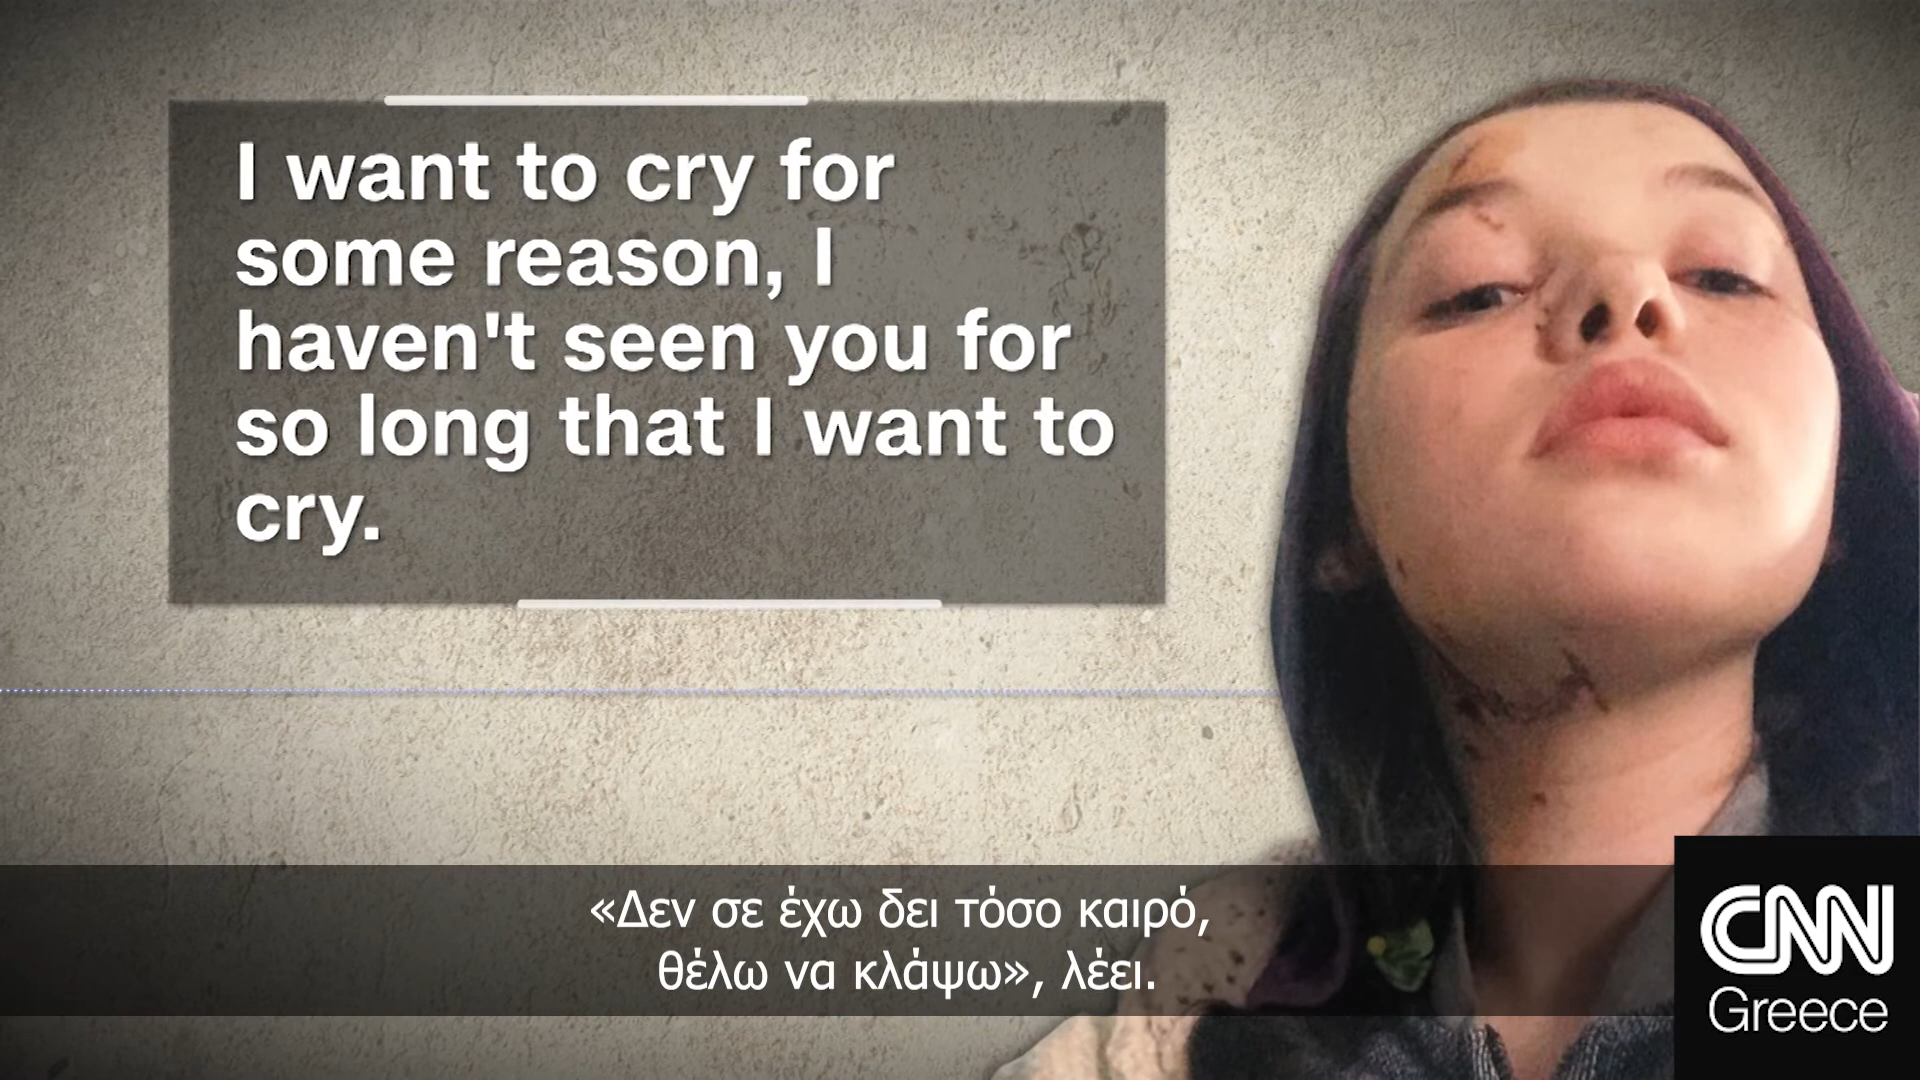 I want to cry for
some reason, I
haven't seen you for
so long that I want to
cry.
«Δεν σε έχω δει τόσο καιρό,
θέλω να κλάψω», λέει.
CNN
Greece